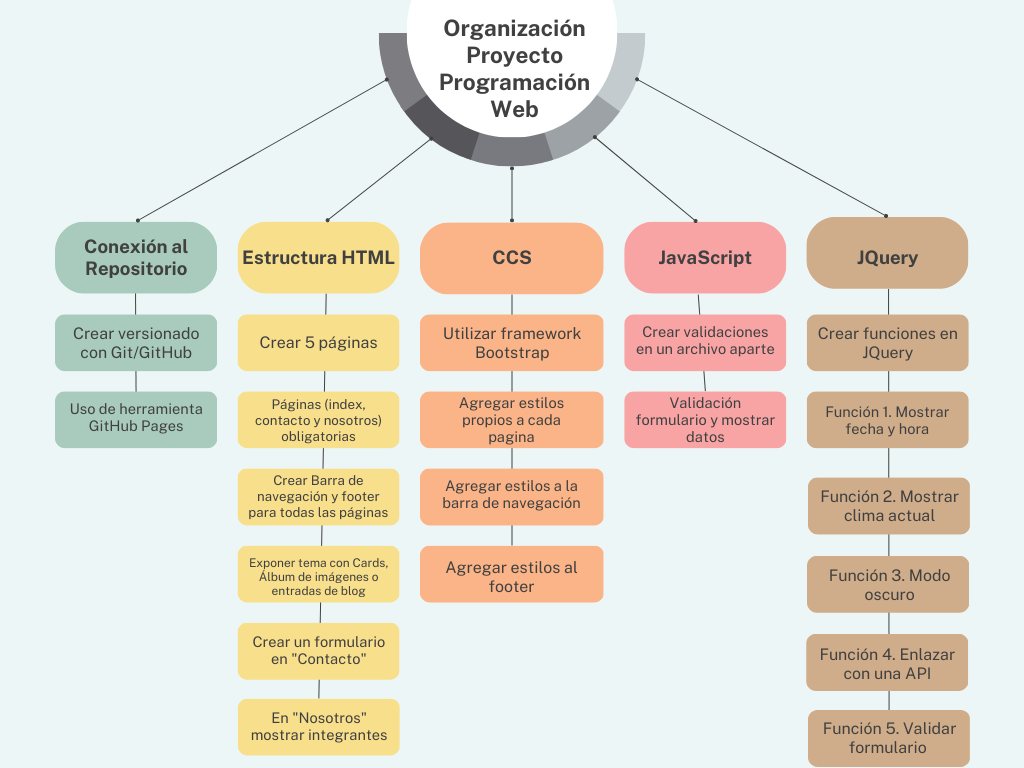 Organización
Proyecto
Programación
Web
Conexión al
Repositorio
Crear versionado
con Git/GitHub
Uso de herramienta
GitHub Pages
Estructura HTML
Crear 5 páginas
Páginas (index,
contacto y nosotros)
obligatorias
Crear Barra de
navegación y footer
para todas las páginas
Exponer tema con Cards,
Álbum de imágenes o
entradas de blog
Crear un formulario
en "Contacto"
En "Nosotros"
mostrar integrantes
CCS
Utilizar framework
Bootstrap
Agregar estilos
propios a cada
pagina
Agregar estilos a la
barra de navegación
Agregar estilos al
footer
JavaScript
Crear validaciones
en un archivo aparte
Validación
formulario y mostrar
datos
JQuery
Crear funciones en
JQuery
Función 1. Mostrar
fecha y hora
Función 2. Mostrar
clima actual
Función 3. Modo
oscuro
Función 4. Enlazar
con una API
Función 5. Validar
formulario